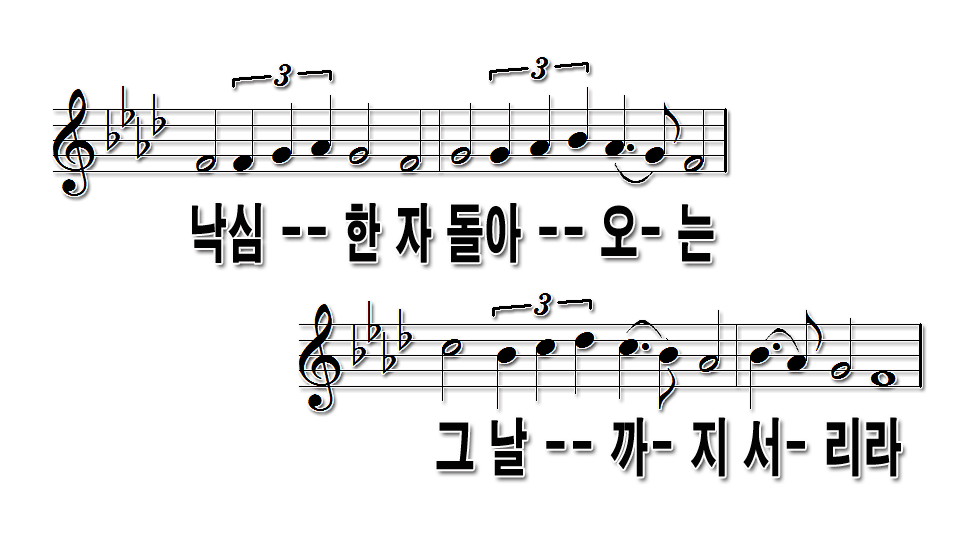 3 3
낙심 -- 한 자 돌아 -- 오- 는
3
그 날 -- 까- 지 서- 리라